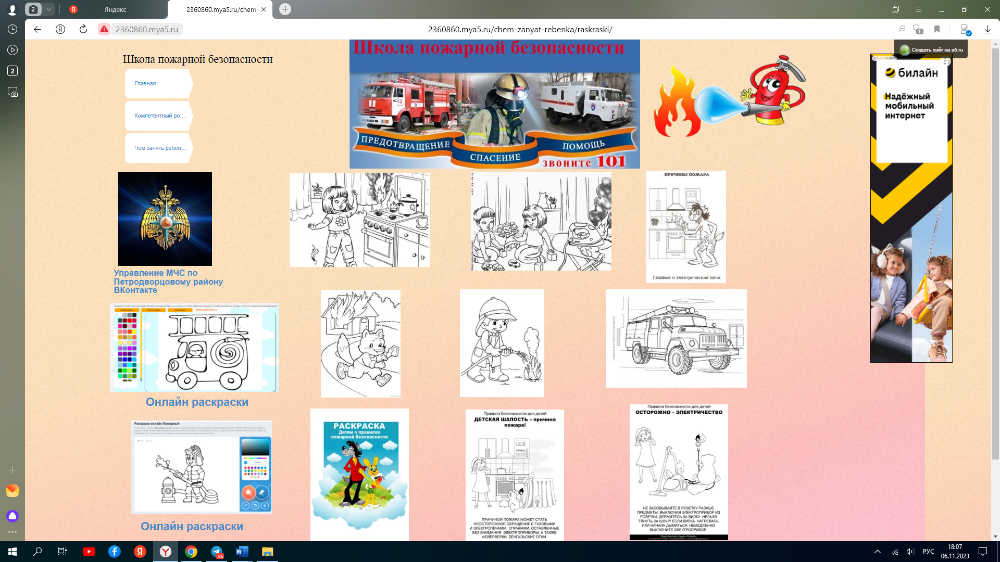 2
Яндекс
2360860.mya5.ru/chem-
2360860.mya5.ru
2360860.mya5.ru/chem-zanyat-rebenka/raskraski/
1
2
Создать сайт на a5.ru
Школа пожарной безопасности
Главная
Компетентный ро...
Чем занять ребен...
Школа пожарной безопасности
12
ПРЕДОТВРАЩЕНИЕ
СПАСЕНИЕ
ПОМОЩЬ
звоните 101
РЕКЛАМА
билайн
Надёжный
мобильный
интернет
Управление МЧС по
Петродворцовому району
ВКонтакте
ПРИЧИНЫ ПОЖАРА
Газовые и электрические печи
Онлайн раскраски
Раскраски онлайн Пожарный
Онлайн раскраски
РАСКРАСКА
Детям о правилах
пожарной безопасности
Правила безопасности для детей
ДЕТСКАЯ ШАЛОСТЬ – причина
пожара!
ПРИЧИНОЙ ПОЖАРА МОЖЕТ СТАТЬ
НЕОСТОРОЖНОЕ ОБРАЩЕНИЕ С ГАЗОВЫМИ
И ЭЛЕКТРОПЕЧАМИ, СПИЧКАМИ, ОСТАВЛЕННЫЕ
БЕЗ ВНИМАНИЯ ЭЛЕКТРОПРИБОРЫ, А ТАКЖЕ
ФЕЙЕРВЕРКИ, БЕНГАЛЬСКИЕ ОГНИ
Правила безопасности для детей
ОСТОРОЖНО – ЭЛЕКТРИЧЕСТВО
НЕ ЗАСОВЫВАЙТЕ В РОЗЕТКУ РАЗНЫЕ
ПРЕДМЕТЫ. ВЫКЛЮЧАЯ ЭЛЕКТРОПРИБОР ИЗ
РОЗЕТКИ, ДЕРЖИТЕСЬ ЗА ВИЛКУ. НЕЛЬЗЯ
ТЯНУТЬ ЗА ШНУР! ЕСЛИ ВИЛКА НАГРЕЛАСЬ
ИЛИ НАЧАЛА ДЫМИТЬСЯ, НЕМЕДЛЕННО
ВЫКЛЮЧИТЕ ЭЛЕКТРОПРИБОР.
96
РУС
18:07
06.11.2023